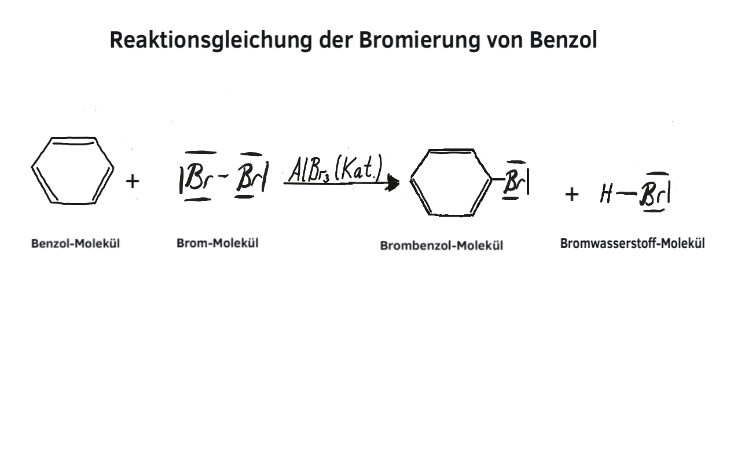 Reaktionsgleichung der Bromierung von Benzol
+ |Br - Br| AlBr₃ (Kat.) Br| + H-Br|
Benzol-Molekül Brom-Molekül Brombenzol-Molekül Bromwasserstoff-Molekül